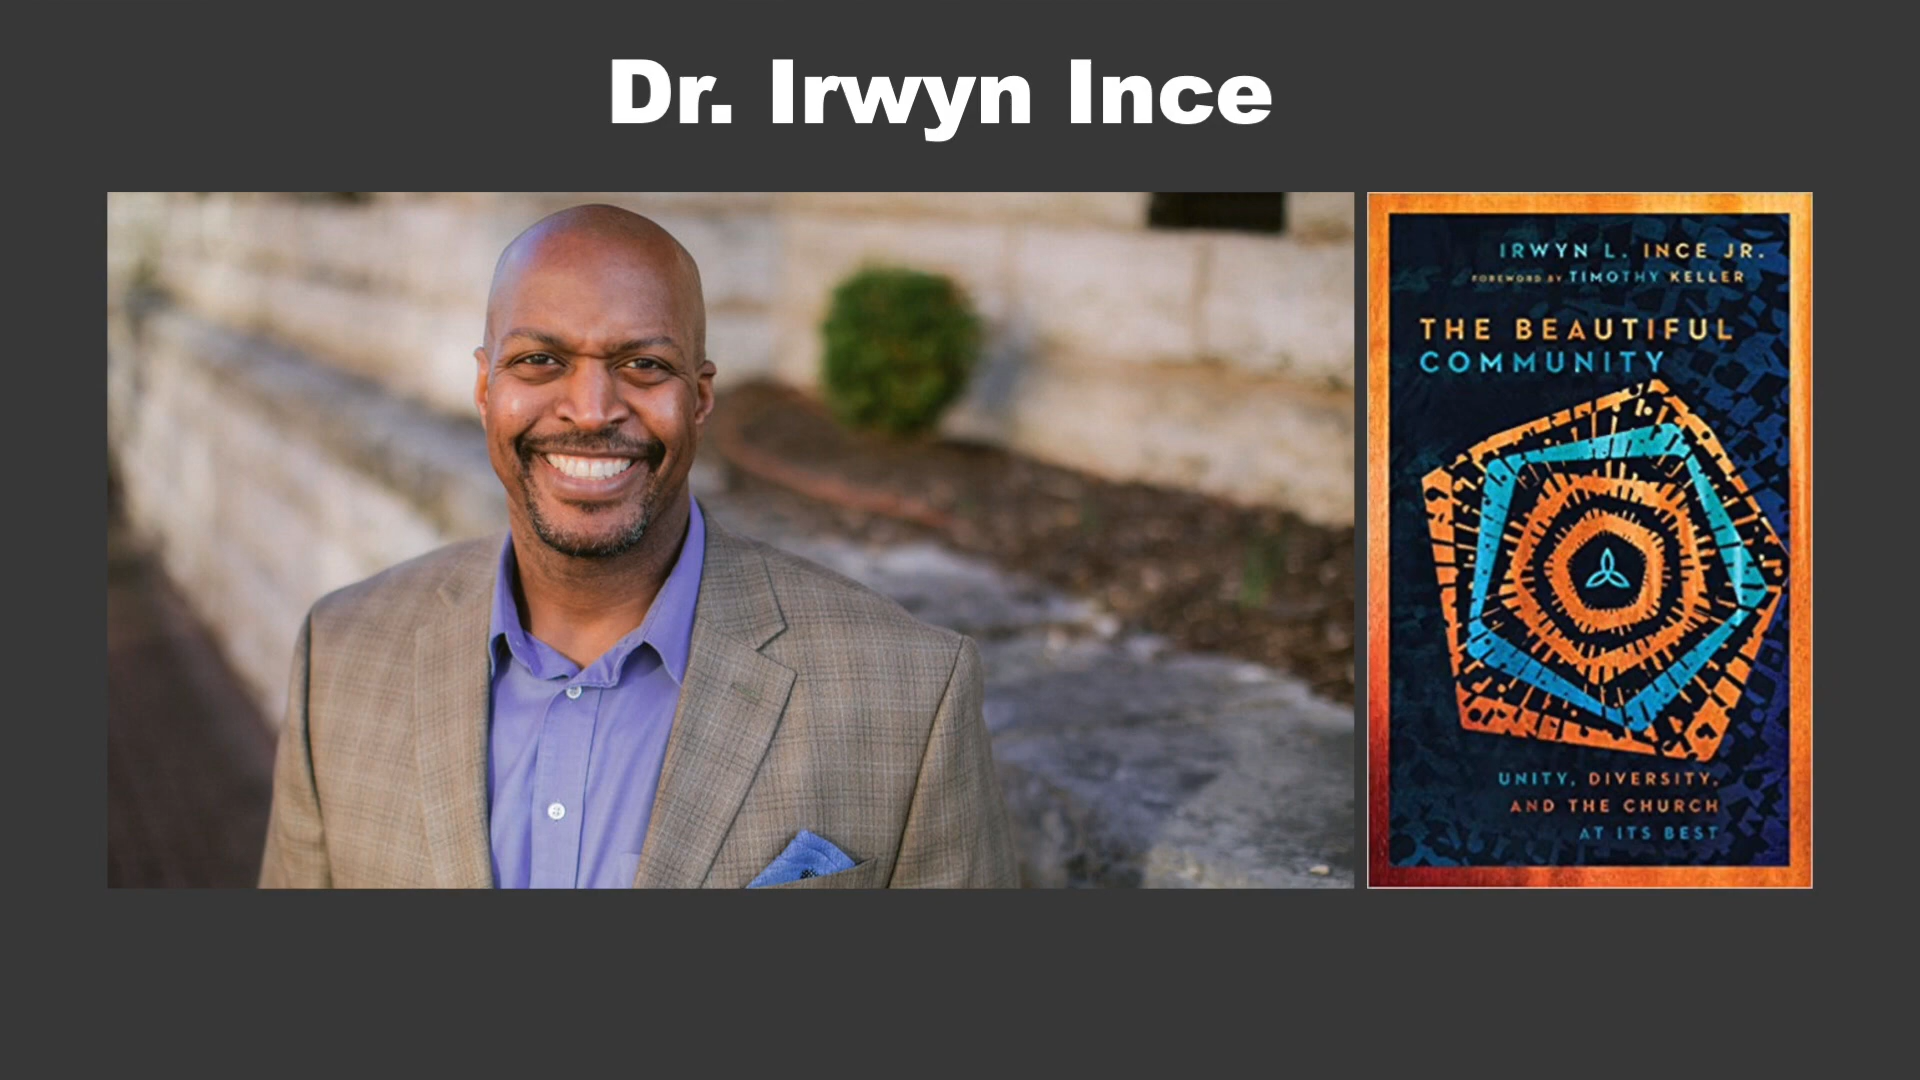 Dr. Irwyn Ince
IRWYN L. INCE JR.
FOREWORD BY TIMOTHY KELLER
THE BEAUTIFUL
COMMUNITY
UNITY, DIVERSITY,
AND THE CHURCH
AT ITS BEST